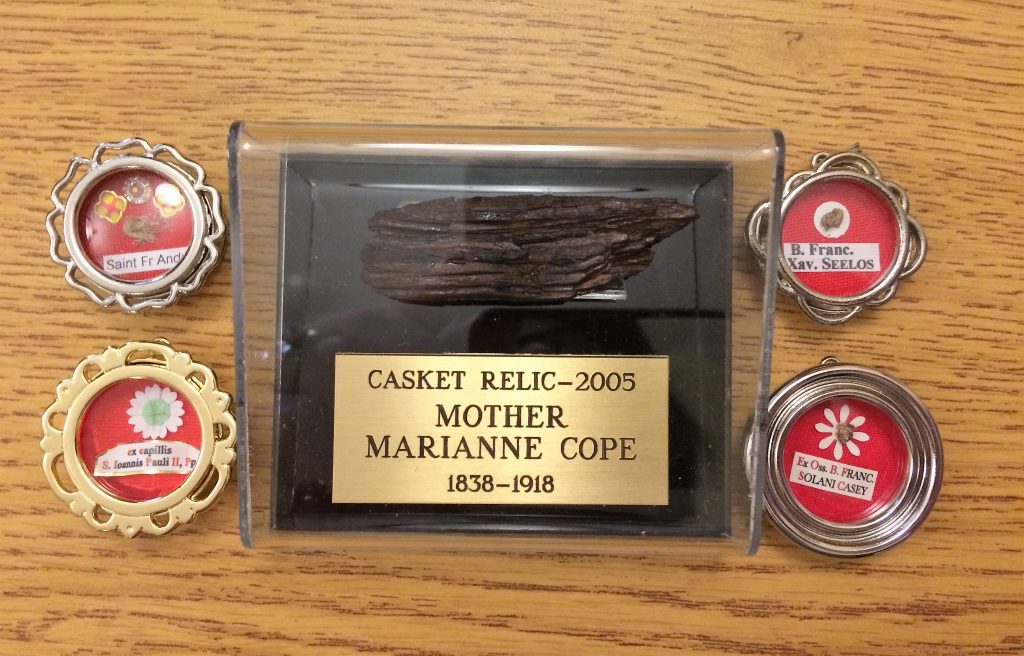 Saint Fr And
CASKET RELIC–2005
MOTHER
MARIANNE COPE
1838–1918
B. Franc.
Xav. SEELOS
ex capillis
S. Ioannis Pauli II, Pp
Ex Oss. B. FRANC.
SOLANI CASEY